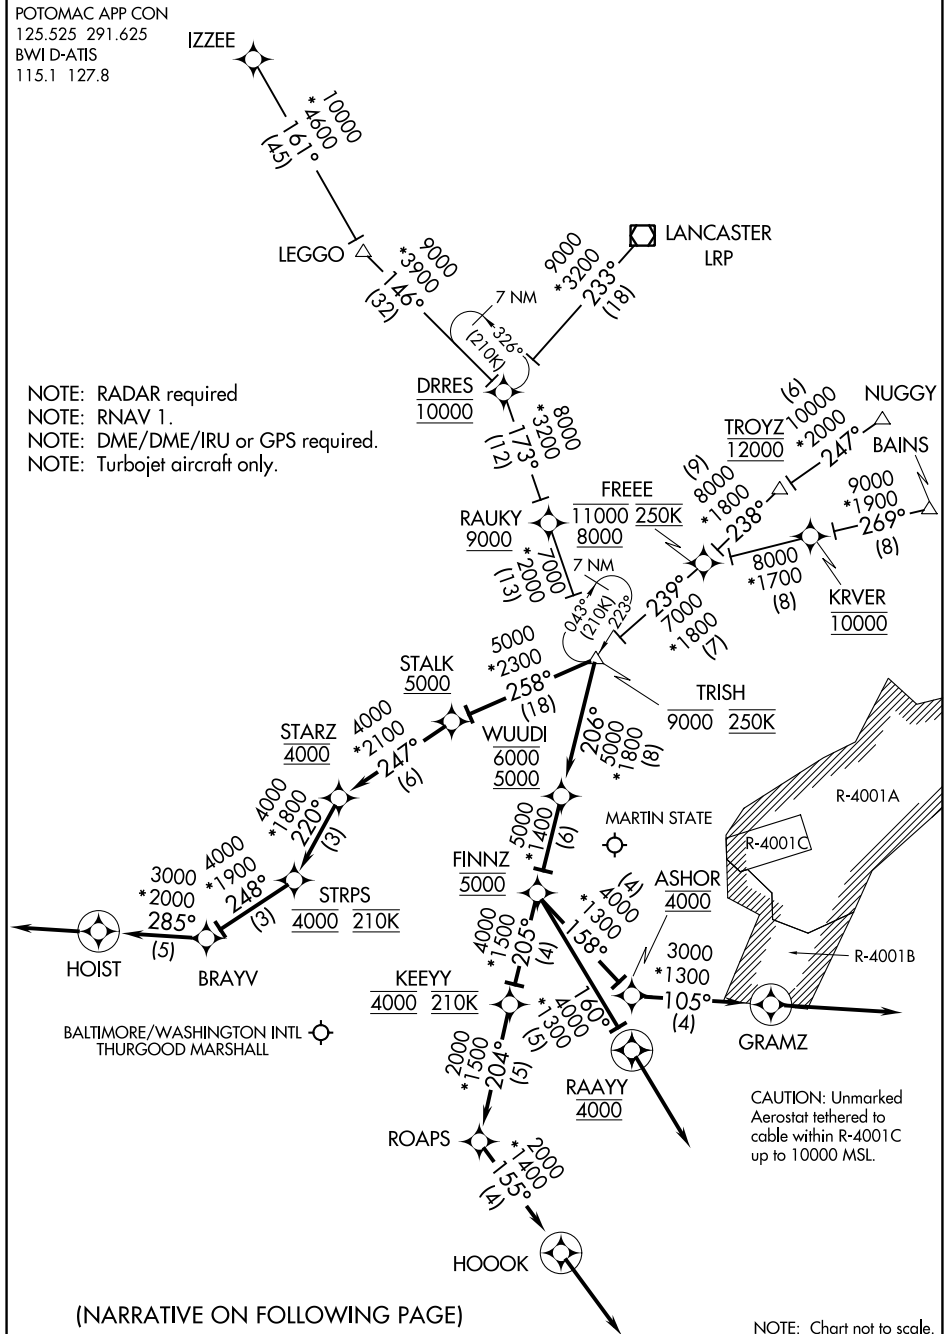 POTOMAC APP CON
125.525 291.625
BWI D-ATIS
115.1 127.8
IZZEE
10000
*4600
161°
(45)
LEGGO
9000
*3900
146°
(32)
LANCASTER
LRP
9000
*3200
233°
(18)
7 NM
326°
(210K)
DRRES
10000
NOTE: RADAR required
NOTE: RNAV 1.
NOTE: DME/DME/IRU or GPS required.
NOTE: Turbojet aircraft only.
8000
*3200
173°
(12)
NUGGY
(6)
10000
*2000
247°
TROYZ
12000
BAINS
9000
*1900
269°
(8)
(9)
8000
*1800
238°
FREEE
11000 250K
8000
RAUKY
9000
7000
*2000
(13)
8000
*1700
(8)
KRVER
10000
7 NM
043°
(210K)
223°
239°
7000
*1800
(7)
TRISH
9000 250K
5000
*2300
258°
(18)
STALK
5000
206°
5000
*1800
(8)
WUUDI
6000
5000
4000
*2100
247°
(6)
STARZ
4000
4000
*1800
220°
(3)
R-4001A
R-4001C
R-4001B
MARTIN STATE
5000
*1400
(6)
FINNZ
5000
STRPS
4000 210K
4000
*1900
248°
(3)
3000
*2000
285°
(5)
HOIST
BRAYV
(4)
4000
*1300
158°
ASHOR
4000
3000
*1300
105°
(4)
GRAMZ
4000
*1500
205°
(4)
KEEYY
4000 210K
160°
4000
*1300
(5)
RAAYY
4000
BALTIMORE/WASHINGTON INTL
THURGOOD MARSHALL
2000
*1500
204°
(5)
ROAPS
2000
*1400
155°
(4)
HOOOK
CAUTION: Unmarked
Aerostat tethered to
cable within R-4001C
up to 10000 MSL.
(NARRATIVE ON FOLLOWING PAGE)
NOTE: Chart not to scale.